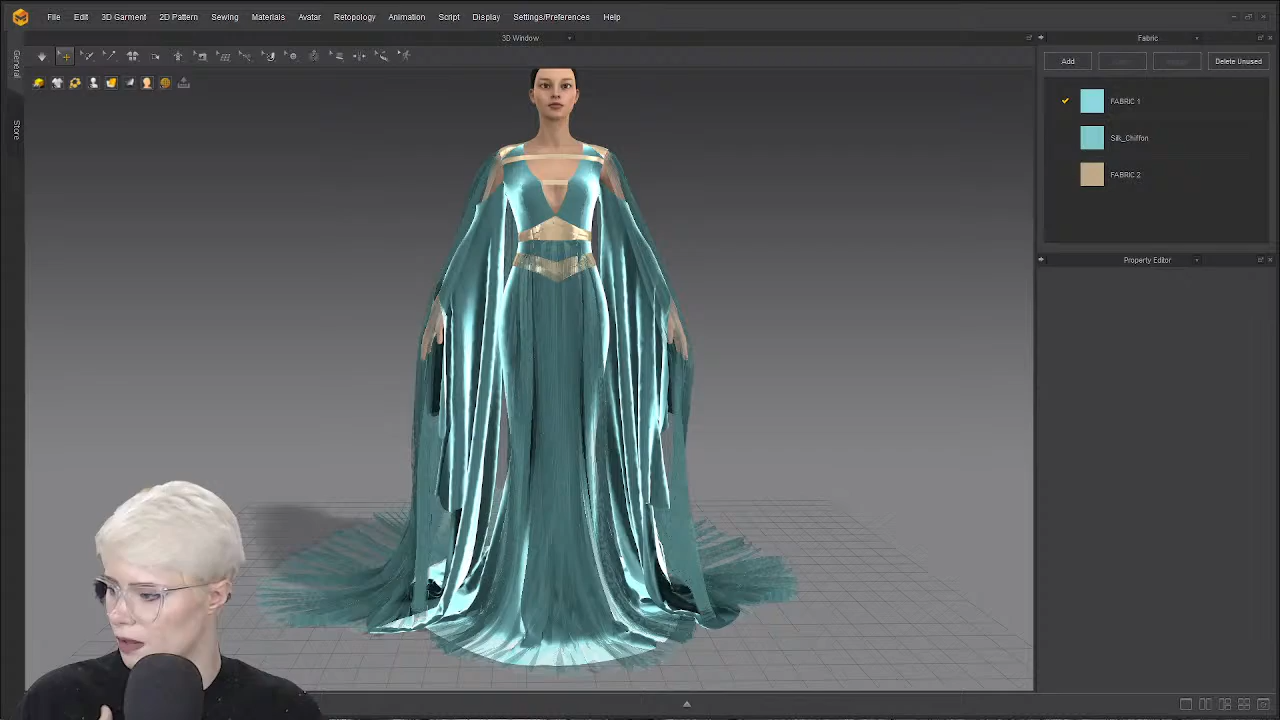 File Edit 3D Garment 2D Pattern Sewing Materials Avatar Retopology Animation Script Display Settings/Preferences Help
3D Window
Fabric
General
Store
Add
Delete Unused
FABRIC 1
Silk_Chiffon
FABRIC 2
Property Editor